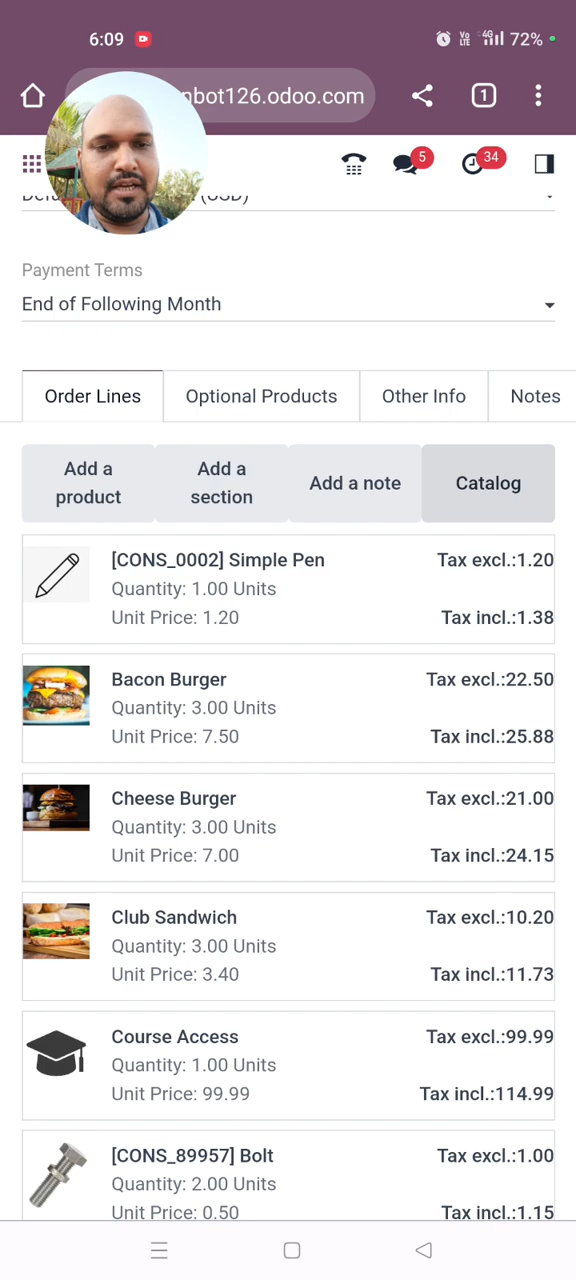 6:09
Vo LTE 4G 72%
nbot126.odoo.com
1
5
34
(USD)
Payment Terms
End of Following Month
Order Lines
Optional Products
Other Info
Notes
Add a product
Add a section
Add a note
Catalog
[CONS_0002] Simple Pen Tax excl.:1.20
Quantity: 1.00 Units
Unit Price: 1.20 Tax incl.:1.38
Bacon Burger Tax excl.:22.50
Quantity: 3.00 Units
Unit Price: 7.50 Tax incl.:25.88
Cheese Burger Tax excl.:21.00
Quantity: 3.00 Units
Unit Price: 7.00 Tax incl.:24.15
Club Sandwich Tax excl.:10.20
Quantity: 3.00 Units
Unit Price: 3.40 Tax incl.:11.73
Course Access Tax excl.:99.99
Quantity: 1.00 Units
Unit Price: 99.99 Tax incl.:114.99
[CONS_89957] Bolt Tax excl.:1.00
Quantity: 2.00 Units
Unit Price: 0.50 Tax incl.:1.15